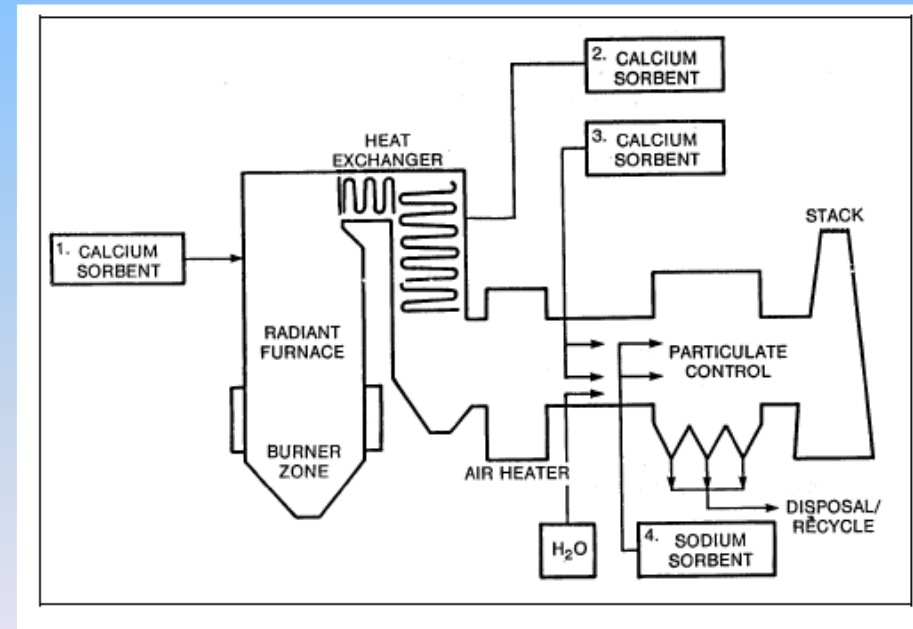 2. CALCIUM
SORBENT
3. CALCIUM
SORBENT
HEAT
EXCHANGER
STACK
1. CALCIUM
SORBENT
RADIANT
FURNACE
PARTICULATE
CONTROL
BURNER
ZONE
AIR HEATER
DISPOSAL/
RECYCLE
H₂O
4. SODIUM
SORBENT